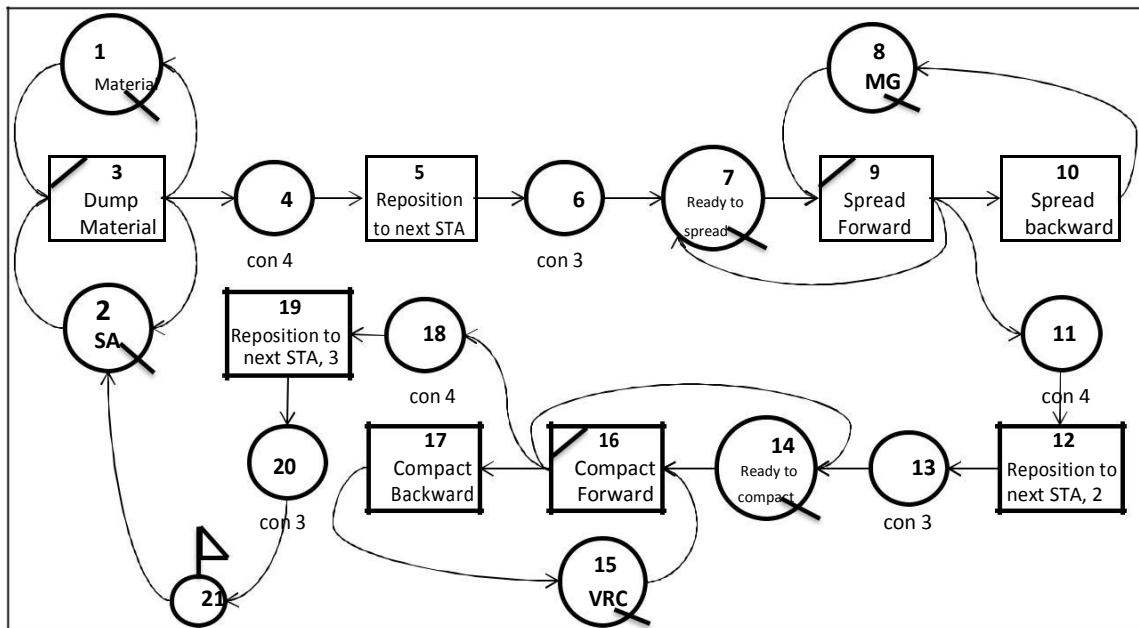 1
Material
8
MG
3
Dump
Material
4
con 4
5
Reposition
to next STA
6
con 3
7
Ready to
spread
9
Spread
Forward
10
Spread
backward
2
SA
19
Reposition to
next STA, 3
18
con 4
11
con 4
20
con 3
17
Compact
Backward
16
Compact
Forward
14
Ready to
compact
13
con 3
12
Reposition to
next STA, 2
15
VRC
21